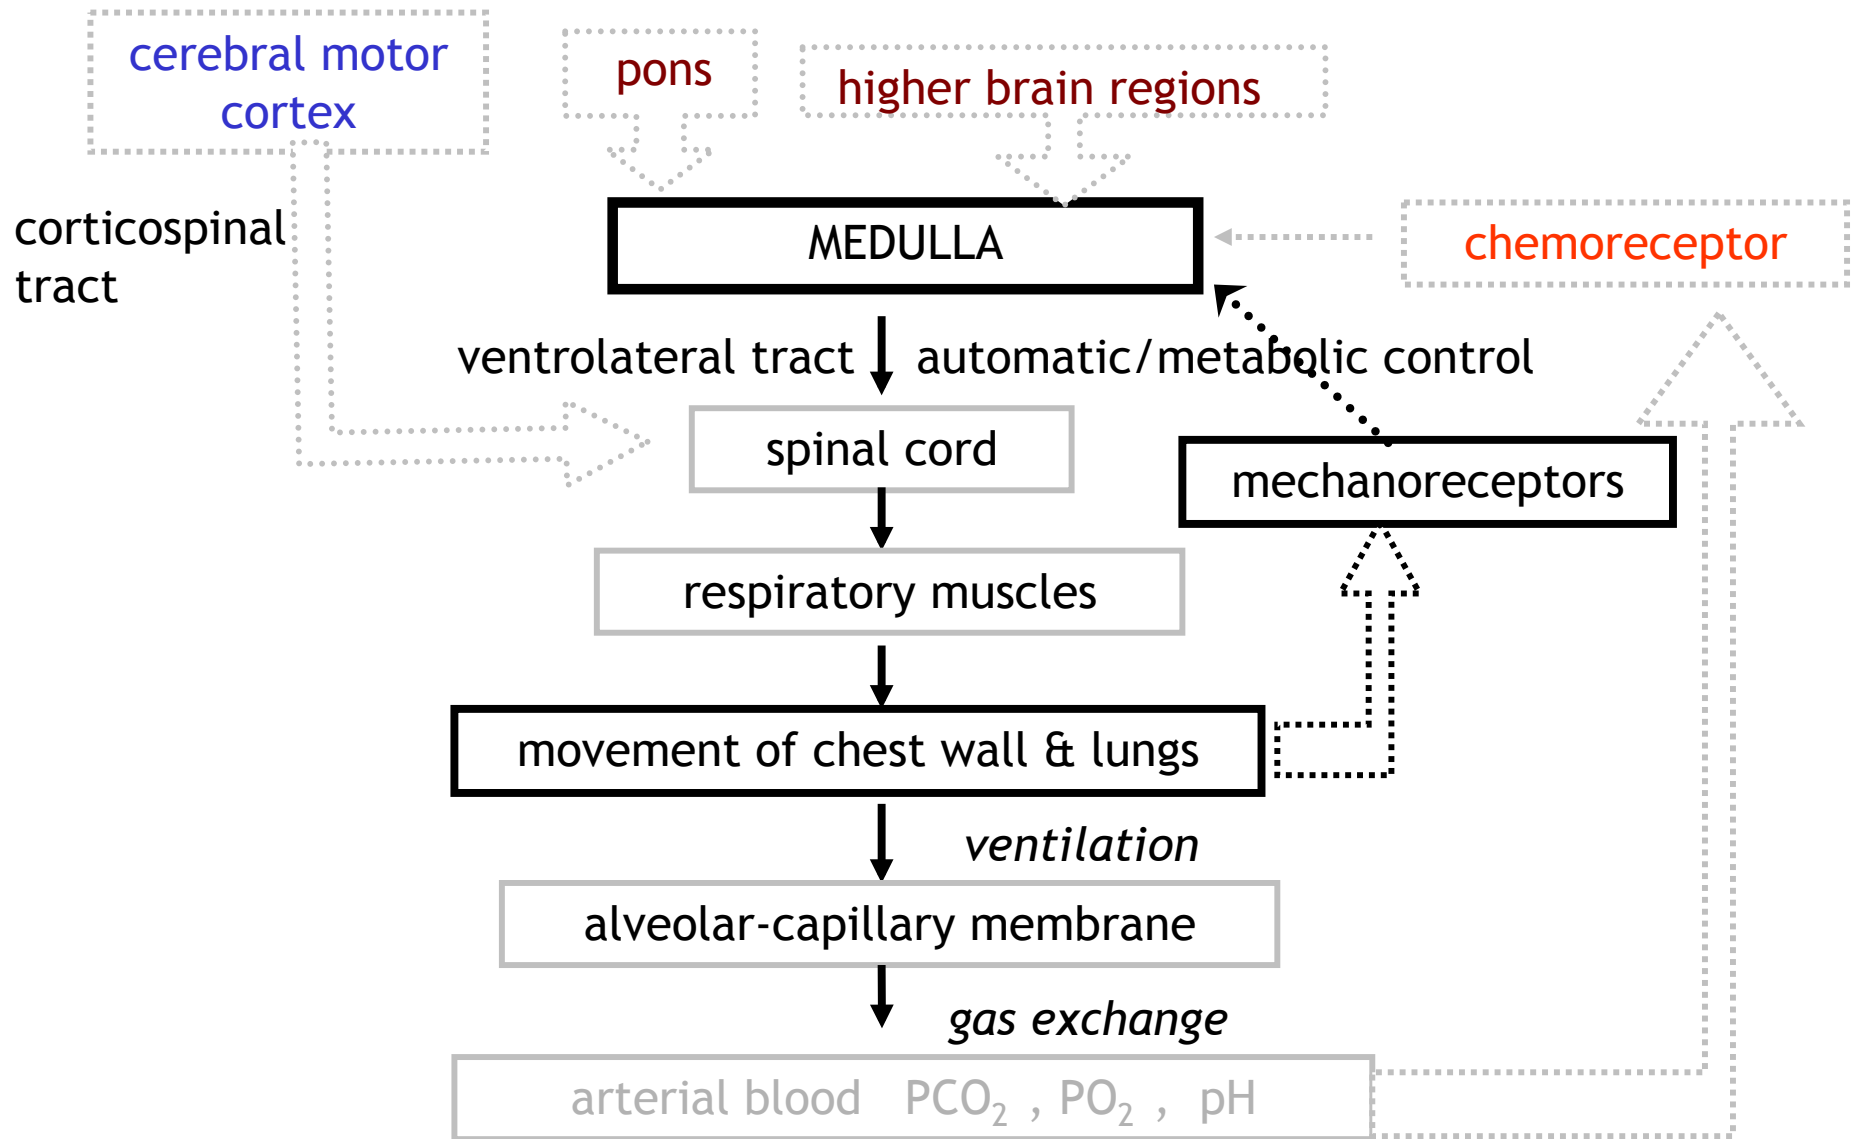 cerebral motor
cortex
pons
higher brain regions
corticospinal
tract
MEDULLA
chemoreceptor
ventrolateral tract
automatic/metabolic control
spinal cord
mechanoreceptors
respiratory muscles
movement of chest wall & lungs
ventilation
alveolar-capillary membrane
gas exchange
arterial blood PCO₂ , PO₂ , pH